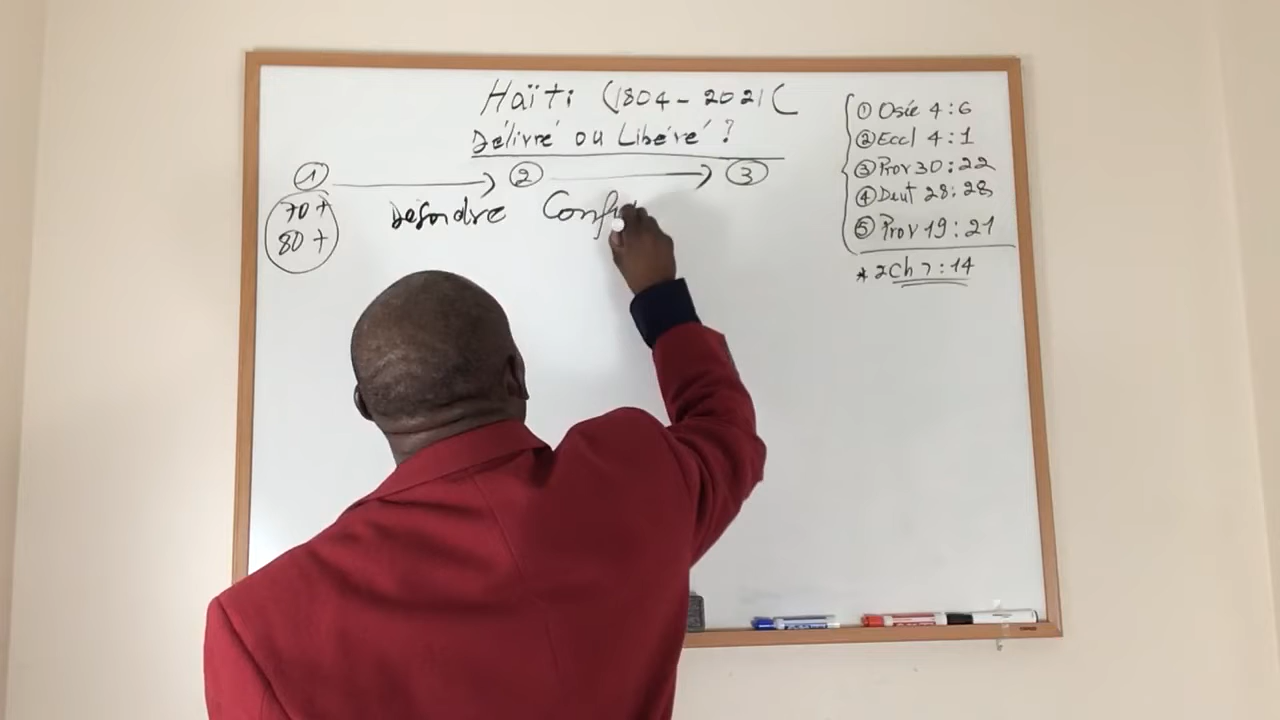 Haïti (1804 - 2021(
Délivré ou Libéré ?
① → ② → ③
70 +
80 +
Désordre Conf
① Osée 4:6
② Eccl 4:1
③ Prov 30:22
④ Deut 28:28
⑤ Prov 19:21
* 2Ch 7:14